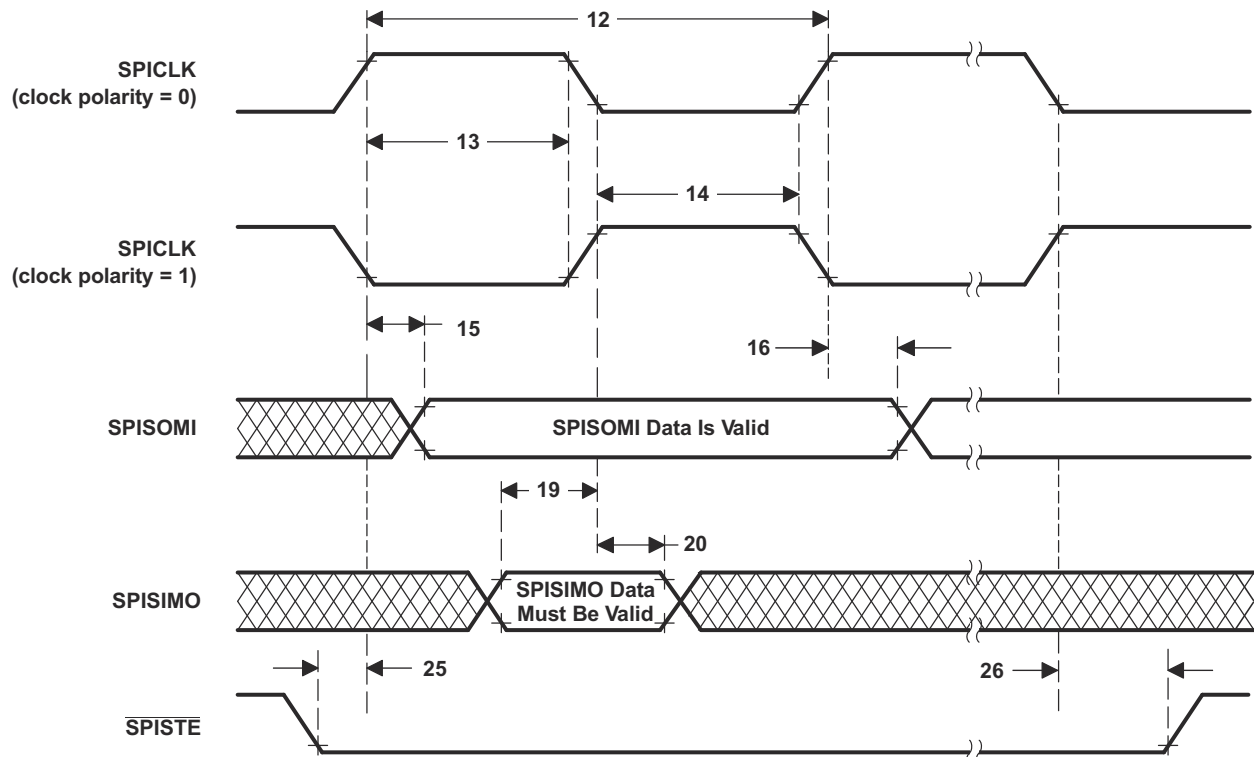 12
SPICLK
(clock polarity = 0)
13
14
SPICLK
(clock polarity = 1)
15
16
SPISOMI
SPISOMI Data Is Valid
19
20
SPISIMO
SPISIMO Data
Must Be Valid
25
26
SPISTE